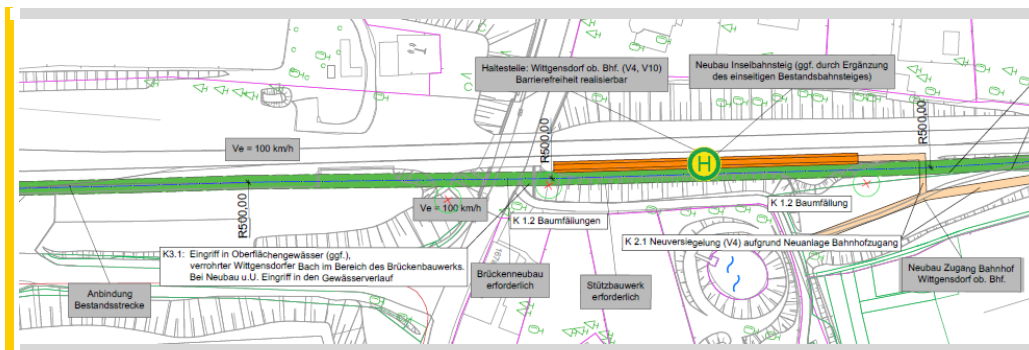 Haltestelle: Wittgensdorf ob. Bhf. (V4, V10)
Barrierefreiheit realisierbar
Neubau Inselbahnsteig (ggf. durch Ergänzung
des einseitigen Bestandsbahnsteiges)
Ve = 100 km/h
R500,00
R500,00
H
Ve = 100 km/h
R500,00
K 1.2 Baumfällungen
K 1.2 Baumfällung
K 2.1 Neuversiegelung (V4) aufgrund Neuanlage Bahnhofzugang
K3.1: Eingriff in Oberflächengewässer (ggf.),
verrohrter Wittgensdorfer Bach im Bereich des Brückenbauwerks.
Bei Neubau u.U. Eingriff in den Gewässerverlauf
Anbindung
Bestandsstrecke
Brückenneubau
erforderlich
Stützbauwerk
erforderlich
Neubau Zugang Bahnhof
Wittgensdorf ob. Bhf.